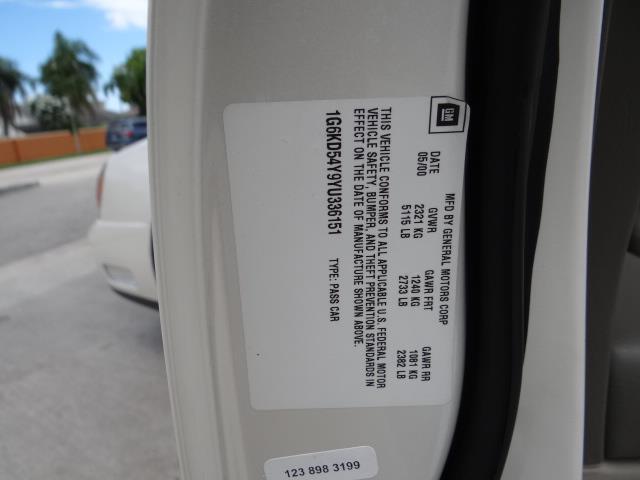 GM
MFD BY GENERAL MOTORS CORP
DATE GVWR GAWR FRT GAWR RR
05/00 2321 KG 1240 KG 1081 KG
5115 LB 2733 LB 2382 LB
THIS VEHICLE CONFORMS TO ALL APPLICABLE U.S. FEDERAL MOTOR
VEHICLE SAFETY, BUMPER, AND THEFT PREVENTION STANDARDS IN
EFFECT ON THE DATE OF MANUFACTURE SHOWN ABOVE.
1G6KD54Y9YU336151 TYPE: PASS CAR
123 898 3199